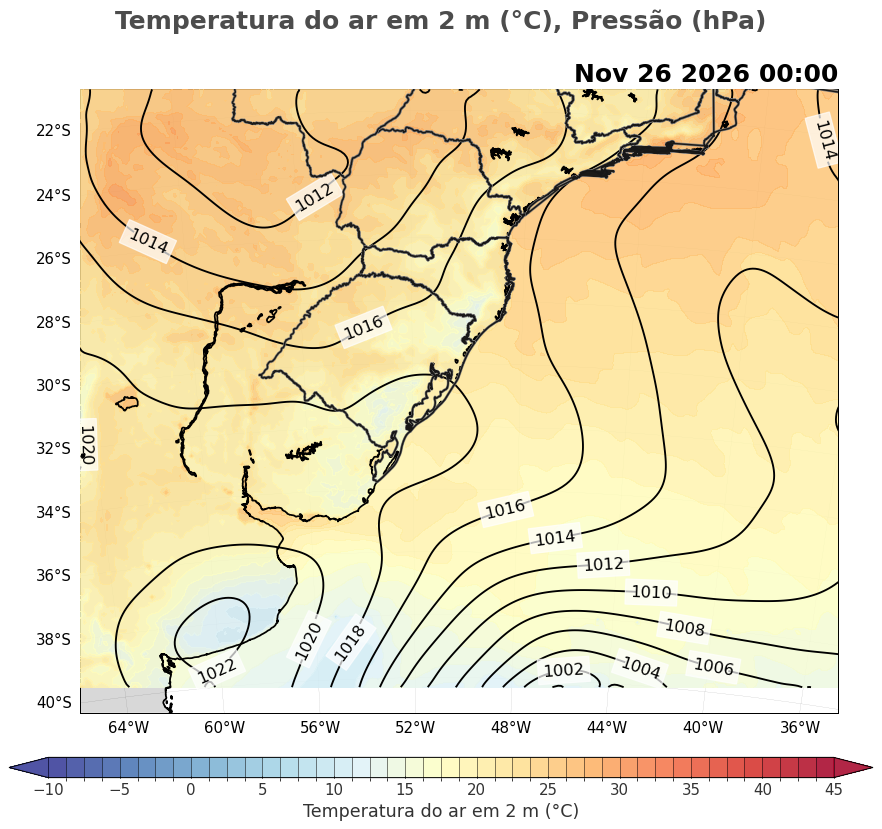 Temperatura do ar em 2 m (°C), Pressão (hPa)
Nov 26 2026 00:00
22°S
24°S
26°S
28°S
30°S
32°S
34°S
36°S
38°S
40°S
1014
1012
1014
1016
1020
1016
1014
1012
1010
1008
1020
1018
1022
1002
1004
1006
64°W
60°W
56°W
52°W
48°W
44°W
40°W
36°W
−10
−5
0
5
10
15
20
25
30
35
40
45
Temperatura do ar em 2 m (°C)